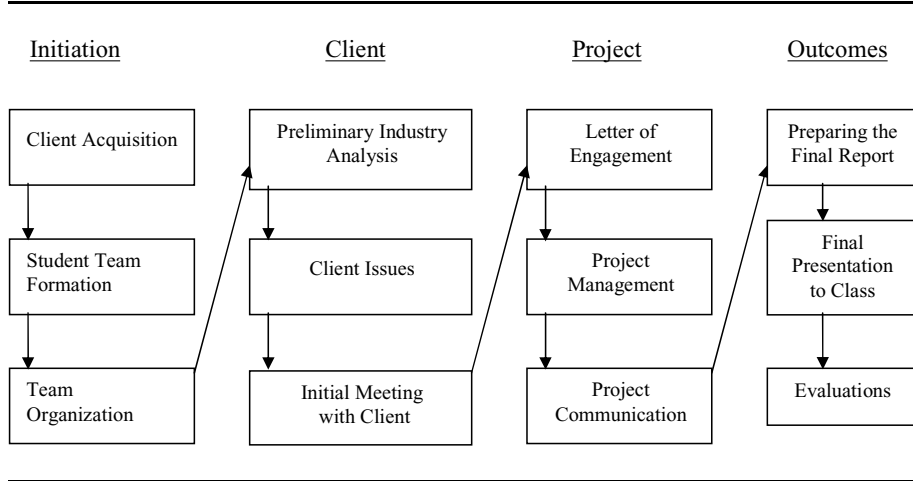 Initiation
Client Acquisition
Student Team
Formation
Team
Organization
Client
Preliminary Industry
Analysis
Client Issues
Initial Meeting
with Client
Project
Letter of
Engagement
Project
Management
Project
Communication
Outcomes
Preparing the
Final Report
Final
Presentation
to Class
Evaluations